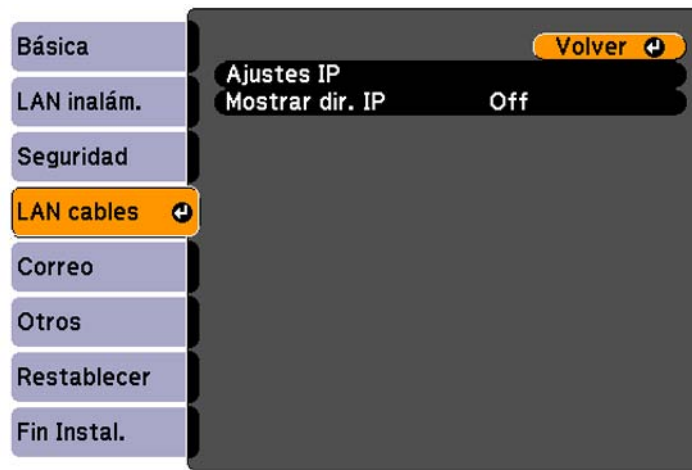 Básica
LAN inalám.
Seguridad
LAN cables
Correo
Otros
Restablecer
Fin Instal.
Volver
Ajustes IP
Mostrar dir. IP Off